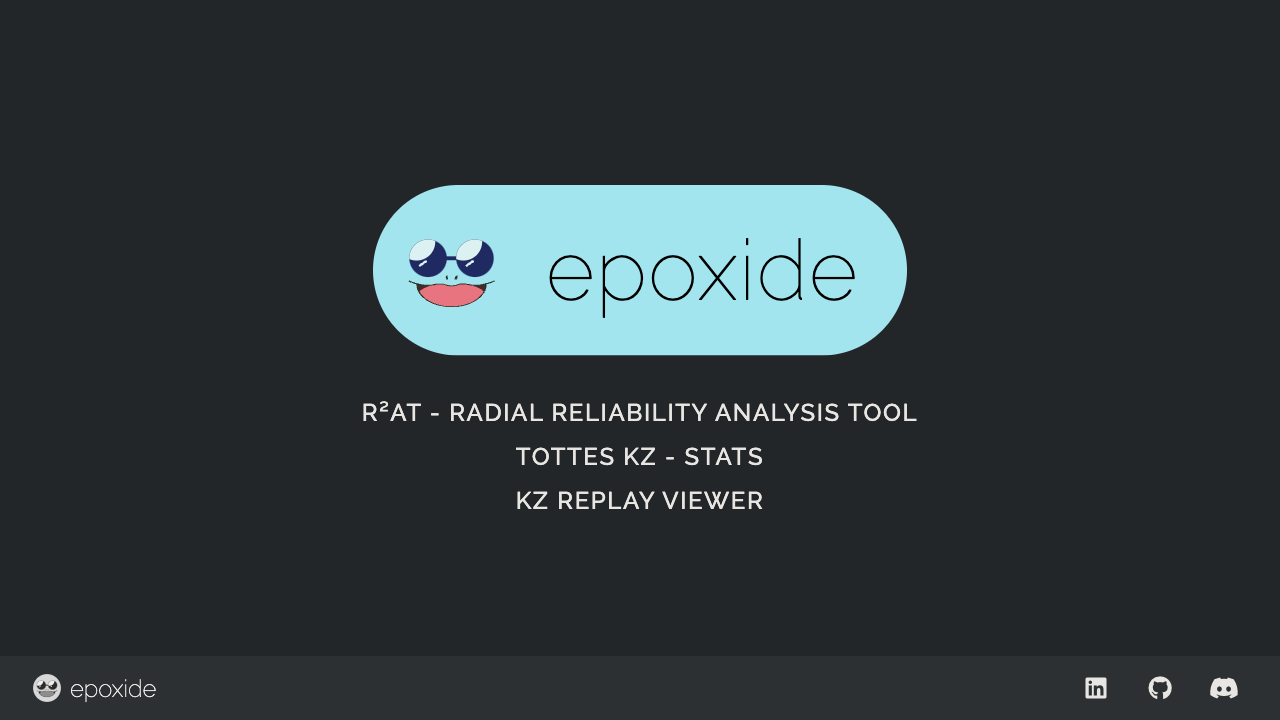 epoxide
R²AT - RADIAL RELIABILITY ANALYSIS TOOL
TOTTES KZ - STATS
KZ REPLAY VIEWER
epoxide